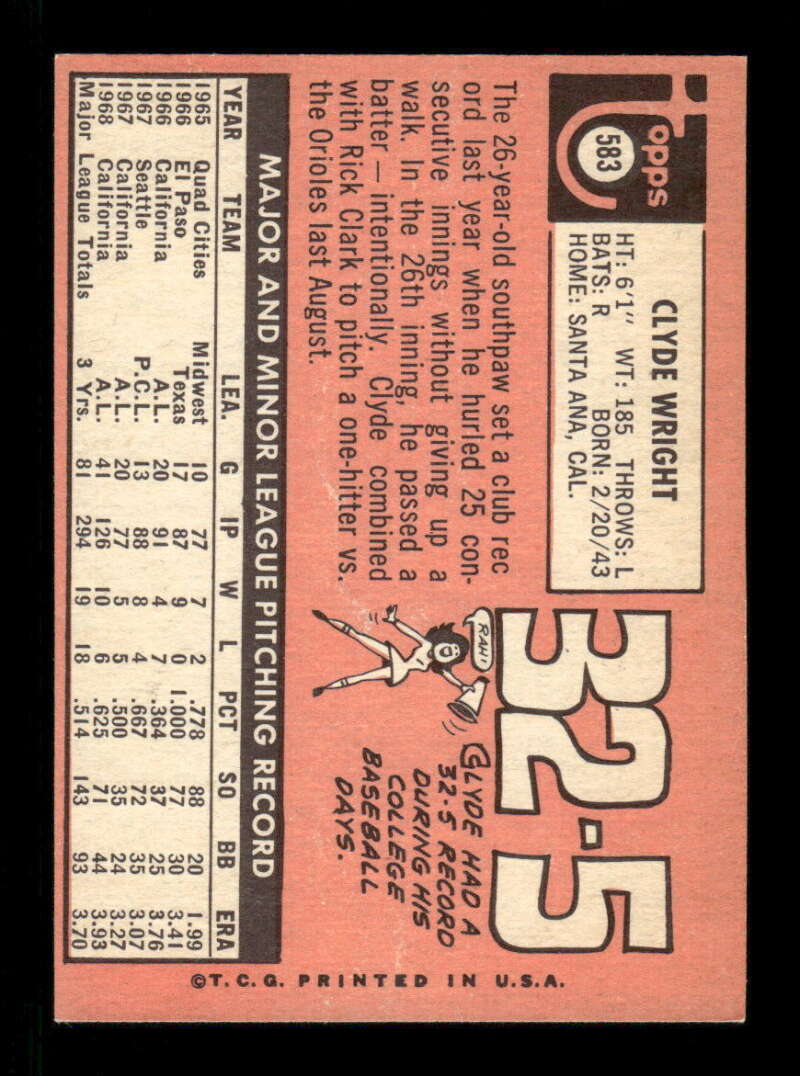 Topps
583
CLYDE WRIGHT
HT: 6'1" WT: 185 THROWS: L
BATS: R BORN: 2/20/43
HOME: SANTA ANA, CAL.
32-5
The 26-year-old southpaw set a club rec
ord last year when he hurled 25 con-
secutive innings without giving up a
walk. In the 26th inning, he passed a
batter — intentionally. Clyde combined
with Rick Clark to pitch a one-hitter vs.
the Orioles last August.
RAH!
CLYDE HAD A
32-5 RECORD
DURING HIS
COLLEGE
BASEBALL
DAYS.
MAJOR AND MINOR LEAGUE PITCHING RECORD
YEAR TEAM LEA. G IP W L PCT SO BB ERA
1965 Quad Cities Midwest 10 77 7 2 .778 88 20 1.99
1966 El Paso Texas 17 87 9 0 1.000 77 30 3.41
1966 California A.L. 20 91 4 7 .364 37 25 3.76
1967 Seattle P.C.L. 13 88 8 4 .667 72 35 3.07
1967 California A.L. 20 77 5 5 .500 35 24 3.27
1968 California A.L. 41 126 10 6 .625 71 44 3.93
Major League Totals 3 Yrs. 81 294 19 18 .514 143 93 3.70
©T.C.G. PRINTED IN U.S.A.